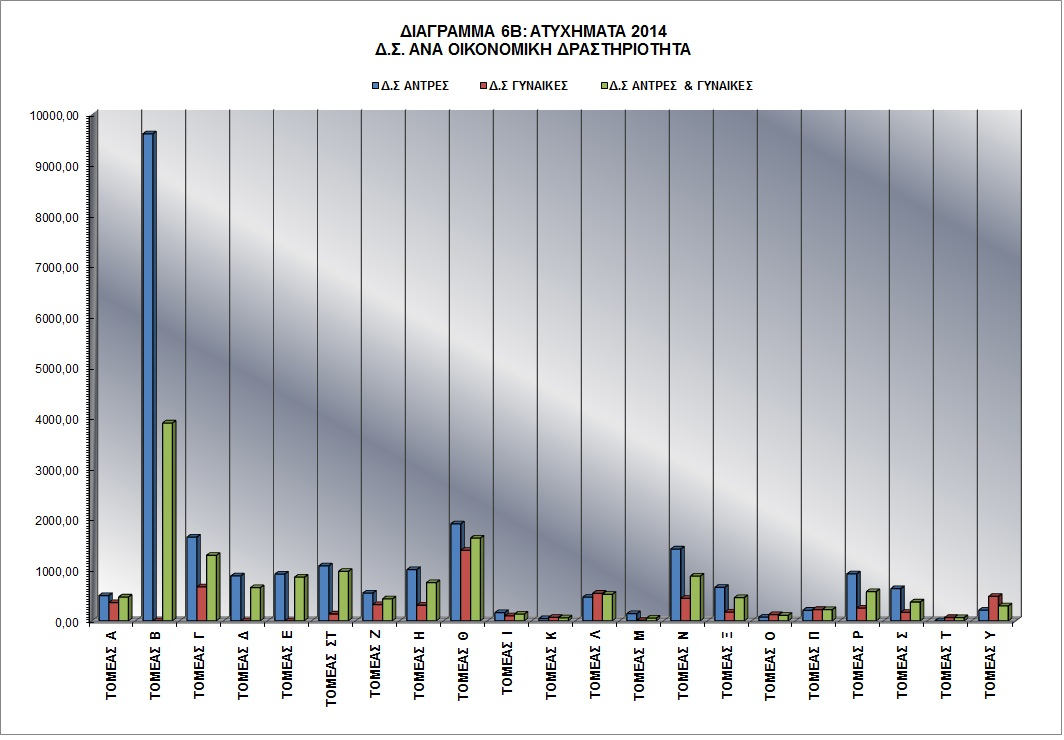 ΔΙΑΓΡΑΜΜΑ 6Β: ΑΤΥΧΗΜΑΤΑ 2014
Δ.Σ. ΑΝΑ ΟΙΚΟΝΟΜΙΚΗ ΔΡΑΣΤΗΡΙΟΤΗΤΑ
Δ.Σ ΑΝΤΡΕΣ Δ.Σ ΓΥΝΑΙΚΕΣ Δ.Σ ΑΝΤΡΕΣ & ΓΥΝΑΙΚΕΣ
10000,00
9000,00
8000,00
7000,00
6000,00
5000,00
4000,00
3000,00
2000,00
1000,00
0,00
ΤΟΜΕΑΣ Α
ΤΟΜΕΑΣ Β
ΤΟΜΕΑΣ Γ
ΤΟΜΕΑΣ Δ
ΤΟΜΕΑΣ Ε
ΤΟΜΕΑΣ ΣΤ
ΤΟΜΕΑΣ Ζ
ΤΟΜΕΑΣ Η
ΤΟΜΕΑΣ Θ
ΤΟΜΕΑΣ Ι
ΤΟΜΕΑΣ Κ
ΤΟΜΕΑΣ Λ
ΤΟΜΕΑΣ Μ
ΤΟΜΕΑΣ Ν
ΤΟΜΕΑΣ Ξ
ΤΟΜΕΑΣ Ο
ΤΟΜΕΑΣ Π
ΤΟΜΕΑΣ Ρ
ΤΟΜΕΑΣ Σ
ΤΟΜΕΑΣ Τ
ΤΟΜΕΑΣ Υ